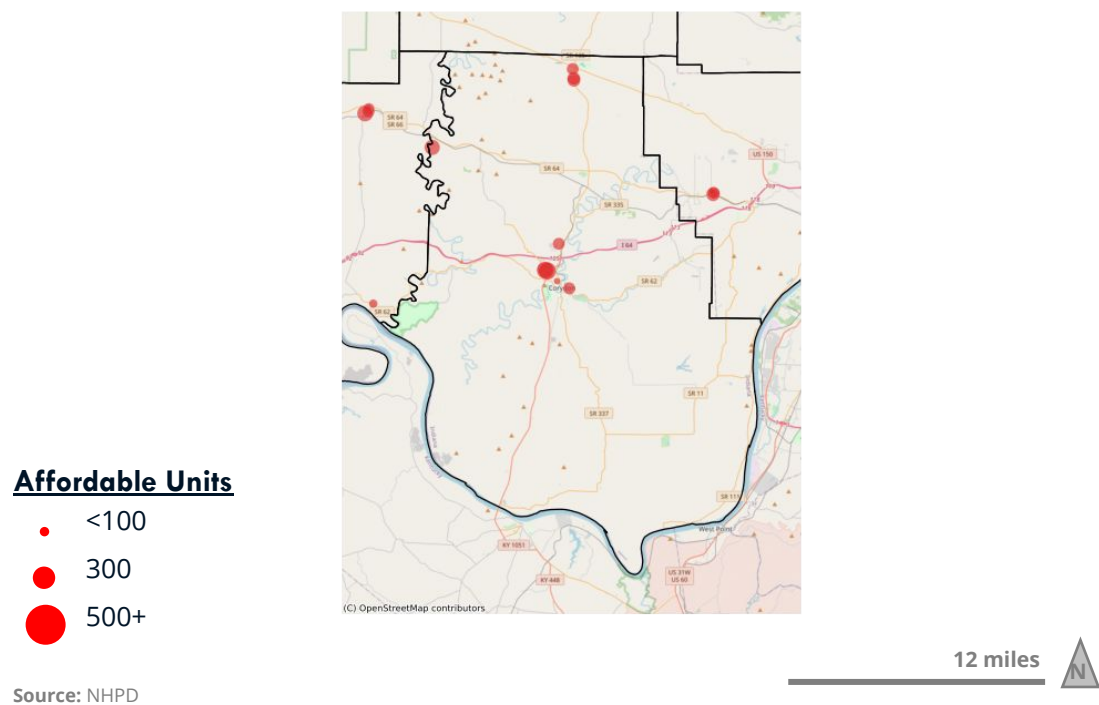 SR 64
SR 66
US 150
SR 64
SR 335
I 64
SR 62
Corydon
SR 62
SR 11
SR 337
SR 111
West Point
KY 1051
KY 448
US 31W
US 60
(C) OpenStreetMap contributors
Affordable Units
<100
300
500+
12 miles
N
Source: NHPD